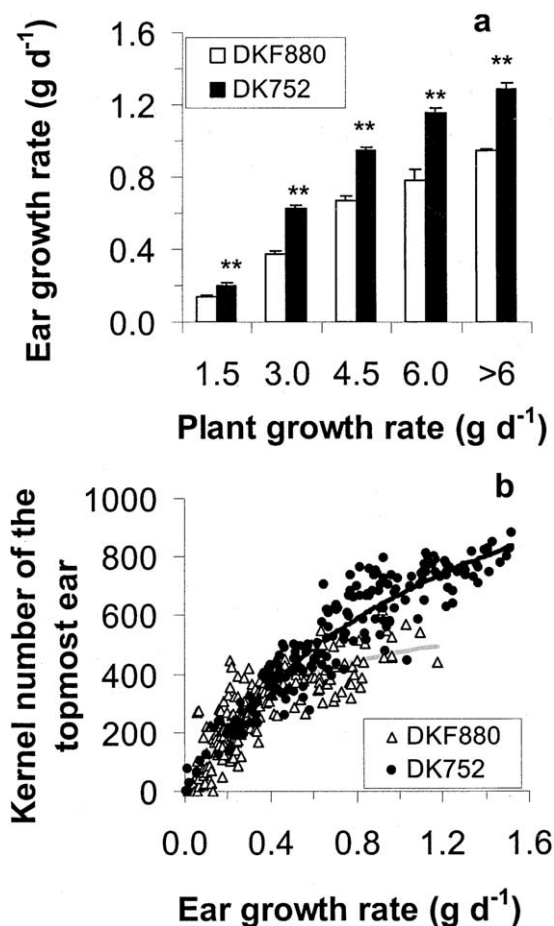 a
1.6
DKF880
DK752
1.2
0.8
0.4
0.0
** ** ** ** **
1.5 3.0 4.5 6.0 >6
Ear growth rate (g d⁻¹)
Plant growth rate (g d⁻¹)
b
1000
800
600
400
200
0
DKF880
DK752
0.0 0.4 0.8 1.2 1.6
Kernel number of the
topmost ear
Ear growth rate (g d⁻¹)